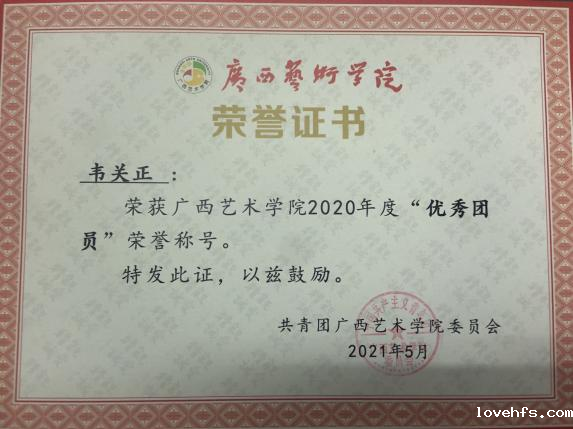 廣西藝術学院
荣誉证书
韦关正：
荣获广西艺术学院2020年度“优秀团
员”荣誉称号。
特发此证，以兹鼓励。
共青团广西艺术学院委员会
2021年5月
lovehfs.com